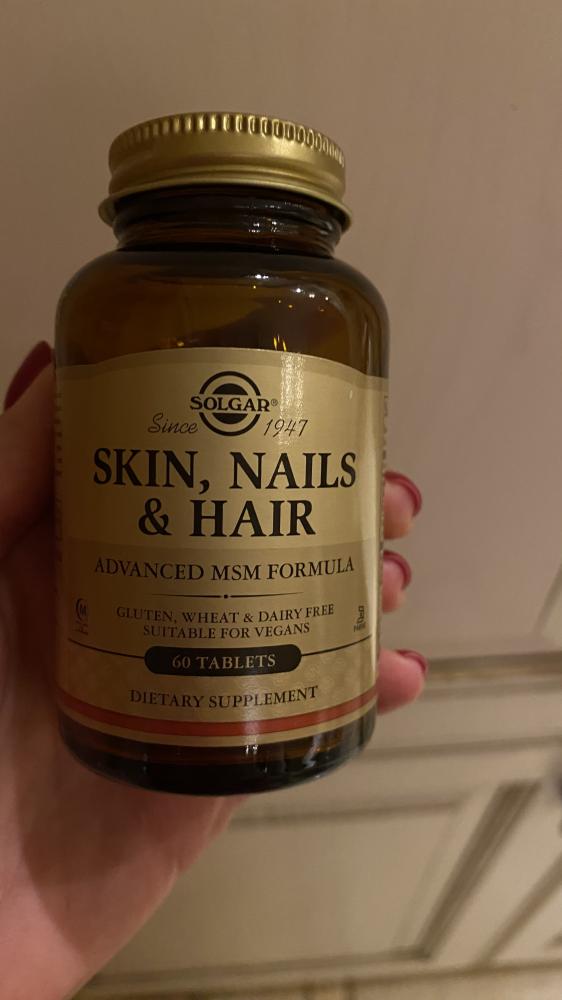 SOLGAR®
Since 1947
SKIN, NAILS
& HAIR
ADVANCED MSM FORMULA
GLUTEN, WHEAT & DAIRY FREE
SUITABLE FOR VEGANS
60 TABLETS
DIETARY SUPPLEMENT